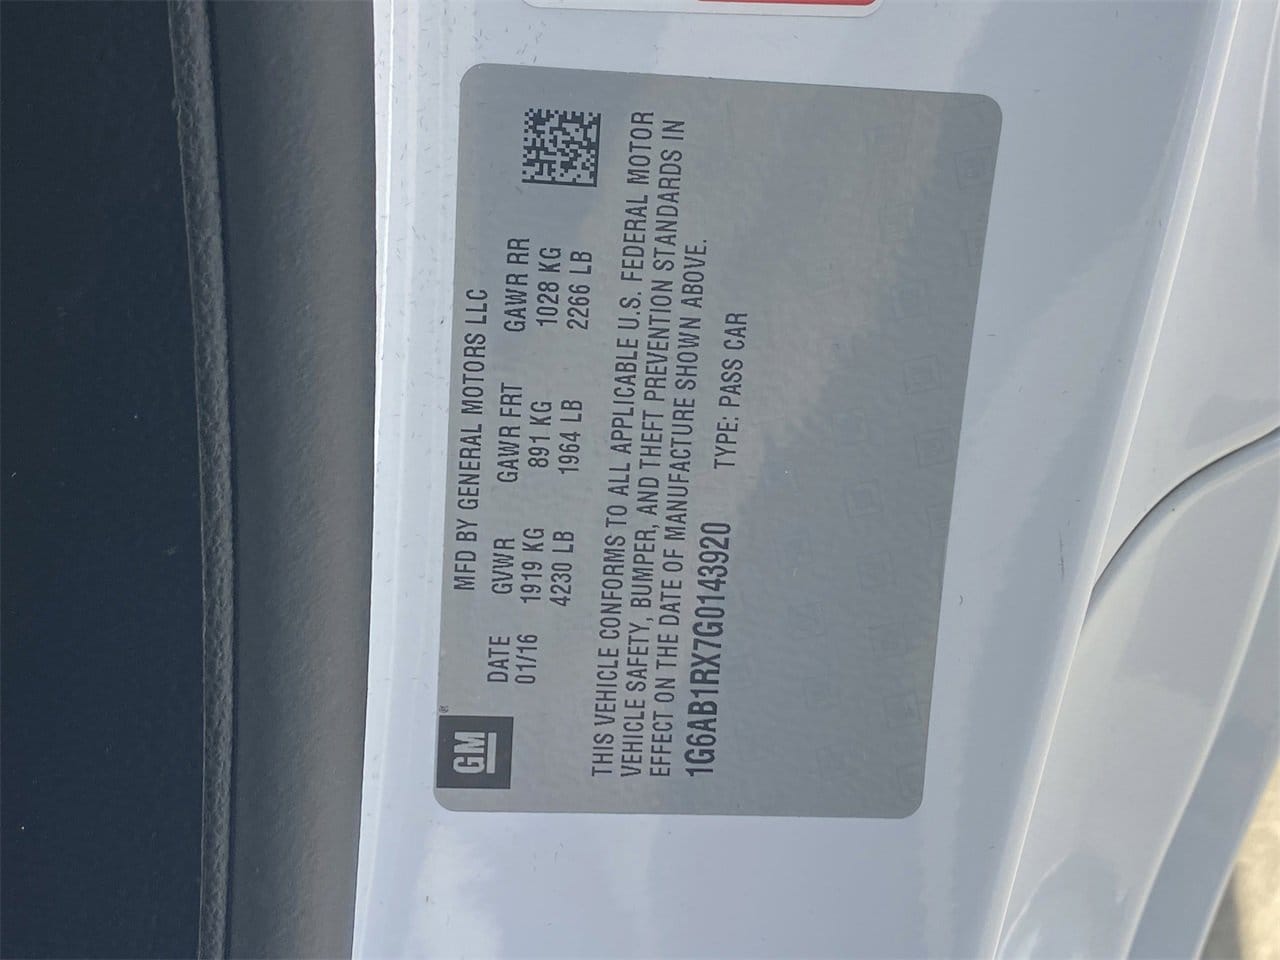 GM ®
MFD BY GENERAL MOTORS LLC
DATE GVWR GAWR FRT GAWR RR
01/16 1919 KG 891 KG 1028 KG
4230 LB 1964 LB 2266 LB
THIS VEHICLE CONFORMS TO ALL APPLICABLE U.S. FEDERAL MOTOR
VEHICLE SAFETY, BUMPER, AND THEFT PREVENTION STANDARDS IN
EFFECT ON THE DATE OF MANUFACTURE SHOWN ABOVE.
1G6AB1RX7G0143920 TYPE: PASS CAR